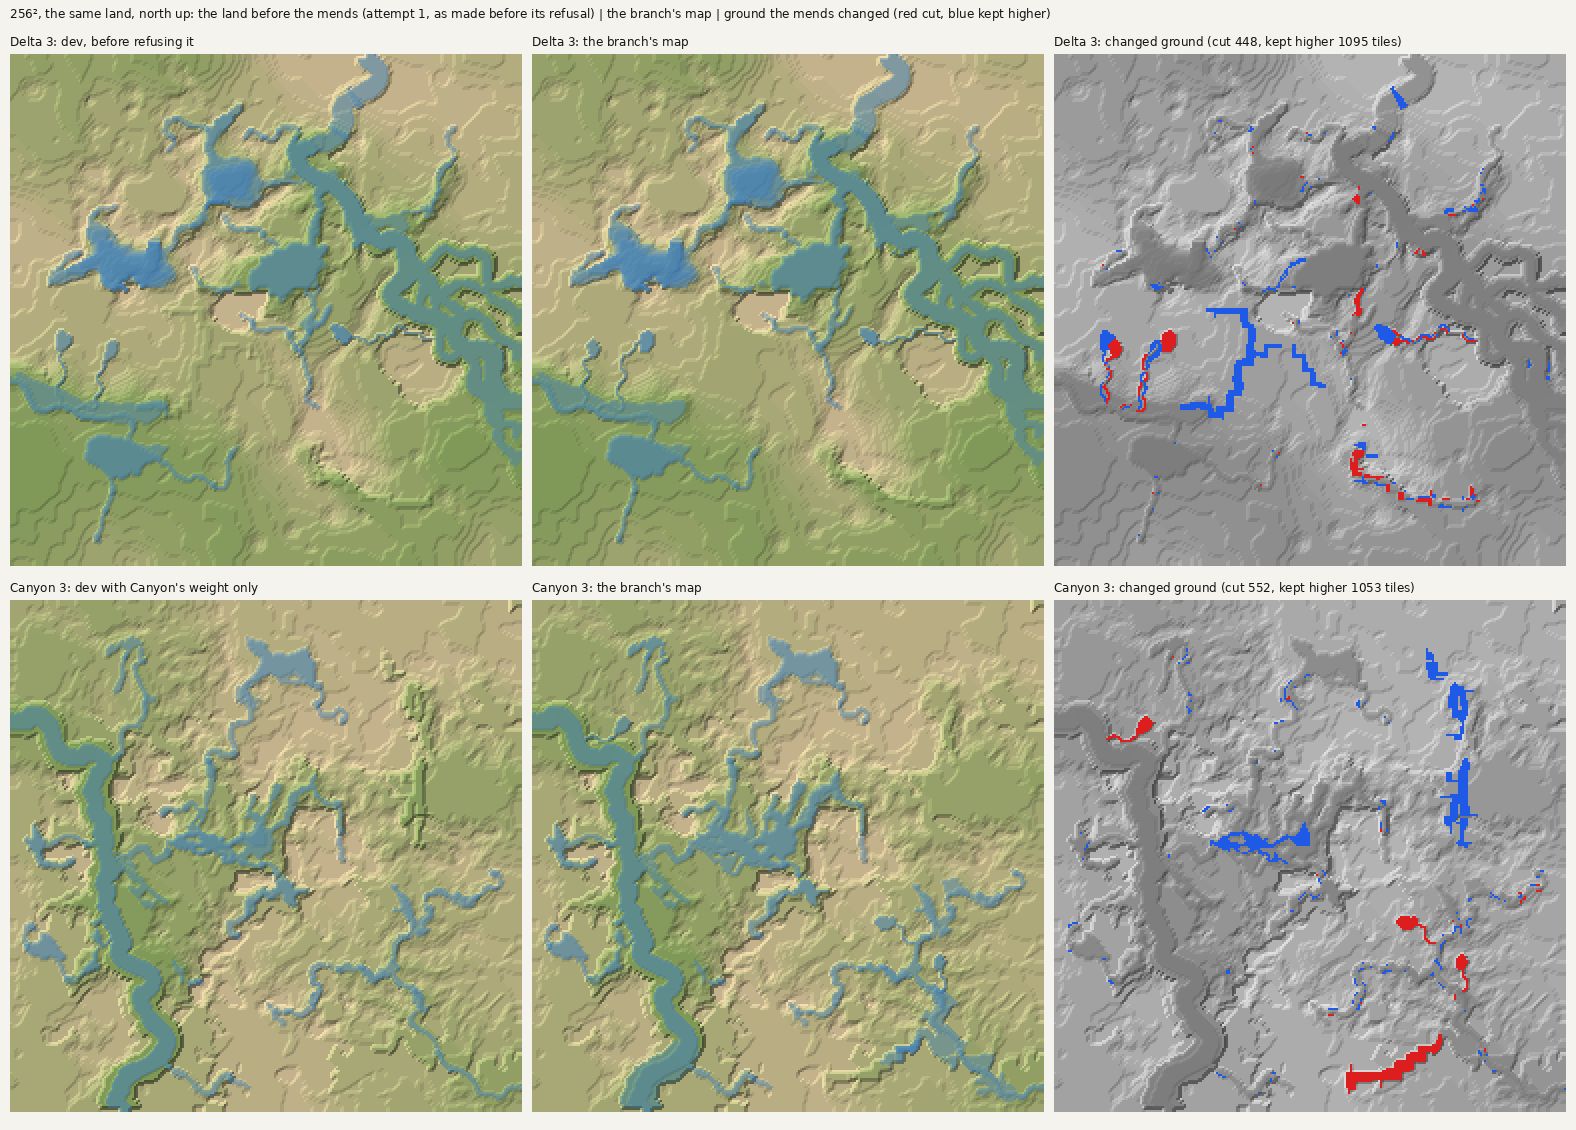 256², the same land, north up: the land before the mends (attempt 1, as made before its refusal) | the branch's map | ground the mends changed (red cut, blue kept higher)
Delta 3: dev, before refusing it
Delta 3: the branch's map
Delta 3: changed ground (cut 448, kept higher 1095 tiles)
Canyon 3: dev with Canyon's weight only
Canyon 3: the branch's map
Canyon 3: changed ground (cut 552, kept higher 1053 tiles)